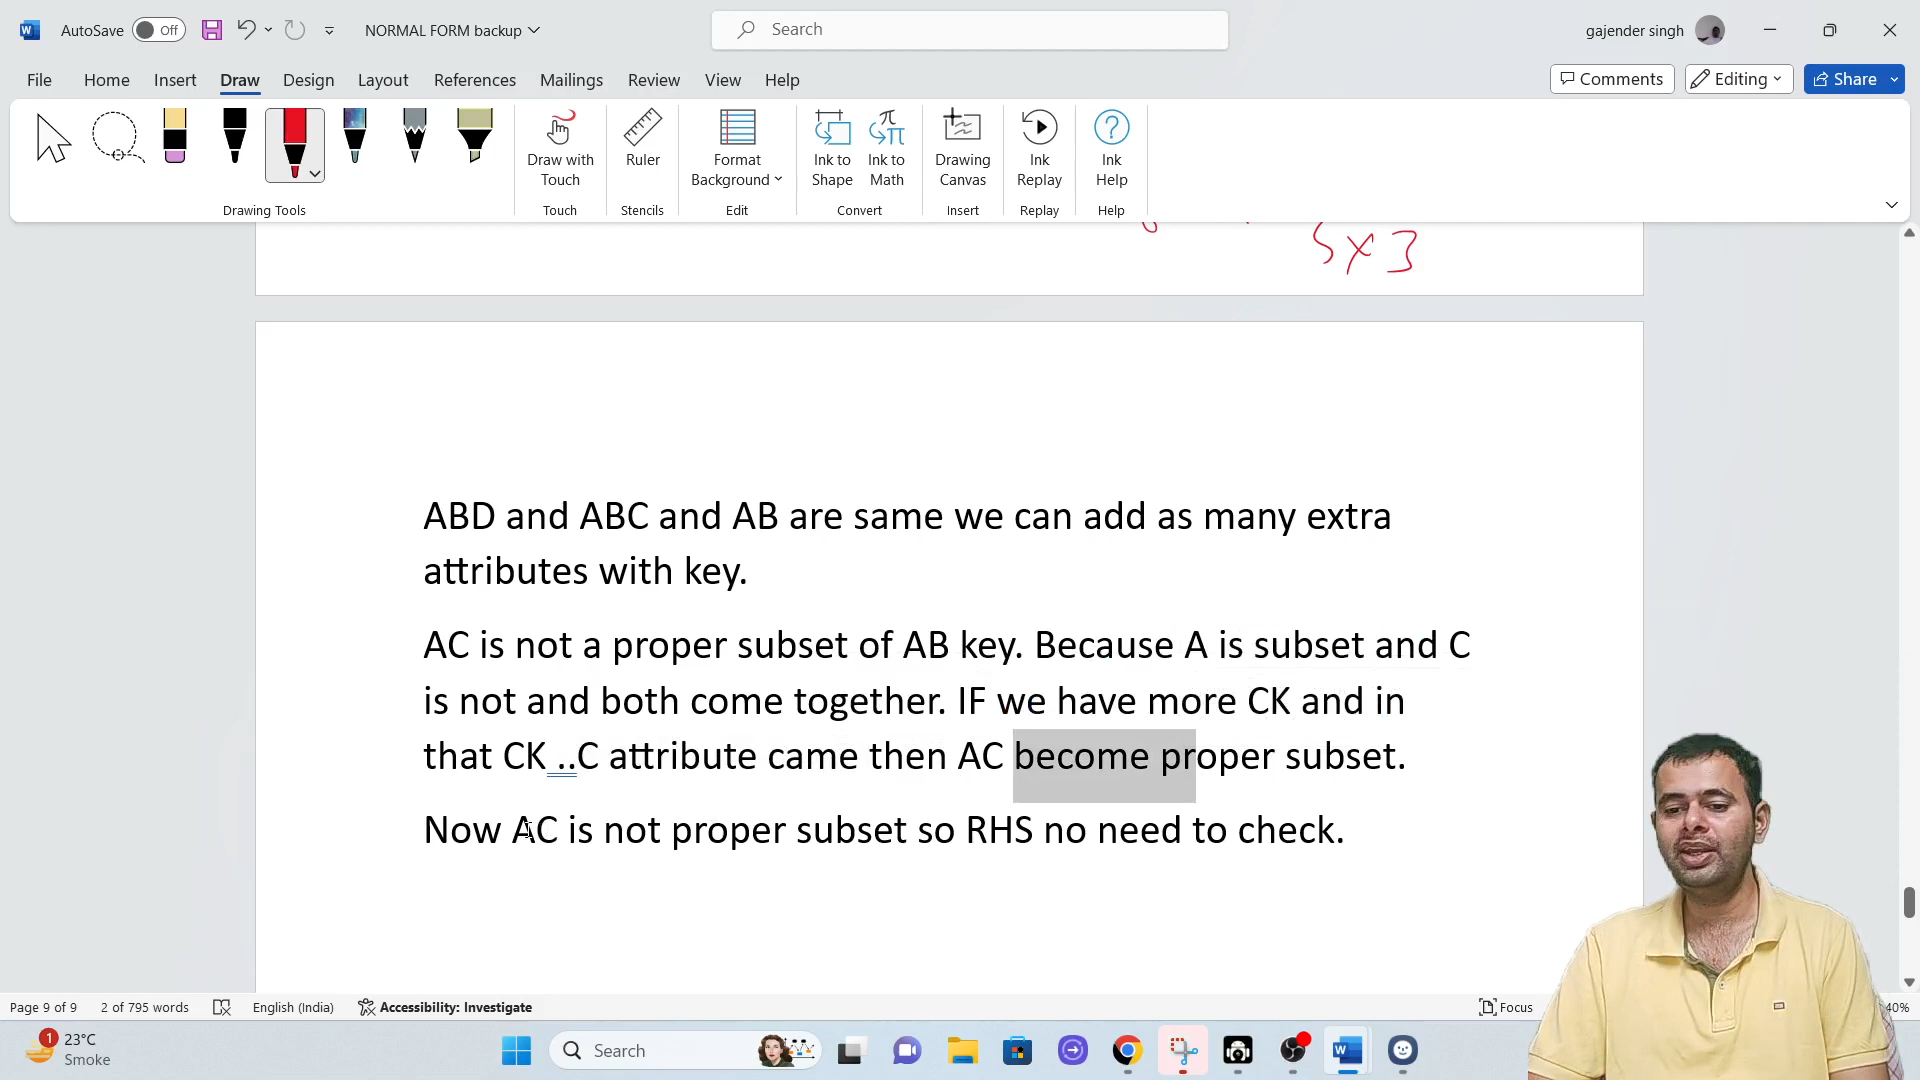 AutoSave Off NORMAL FORM backup Search gajender singh
File Home Insert Draw Design Layout References Mailings Review View Help Comments Editing Share
Draw with Touch Ruler Format Background Ink to Shape Ink to Math Drawing Canvas Ink Replay Ink Help
Drawing Tools Touch Stencils Edit Convert Insert Replay Help
5 x 3
ABD and ABC and AB are same we can add as many extra
attributes with key.
AC is not a proper subset of AB key. Because A is subset and C
is not and both come together. IF we have more CK and in
that CK ..C attribute came then AC become proper subset.
Now AC is not proper subset so RHS no need to check.
Page 9 of 9 2 of 795 words English (India) Accessibility: Investigate Focus 40%
1 23°C
Smoke
Search